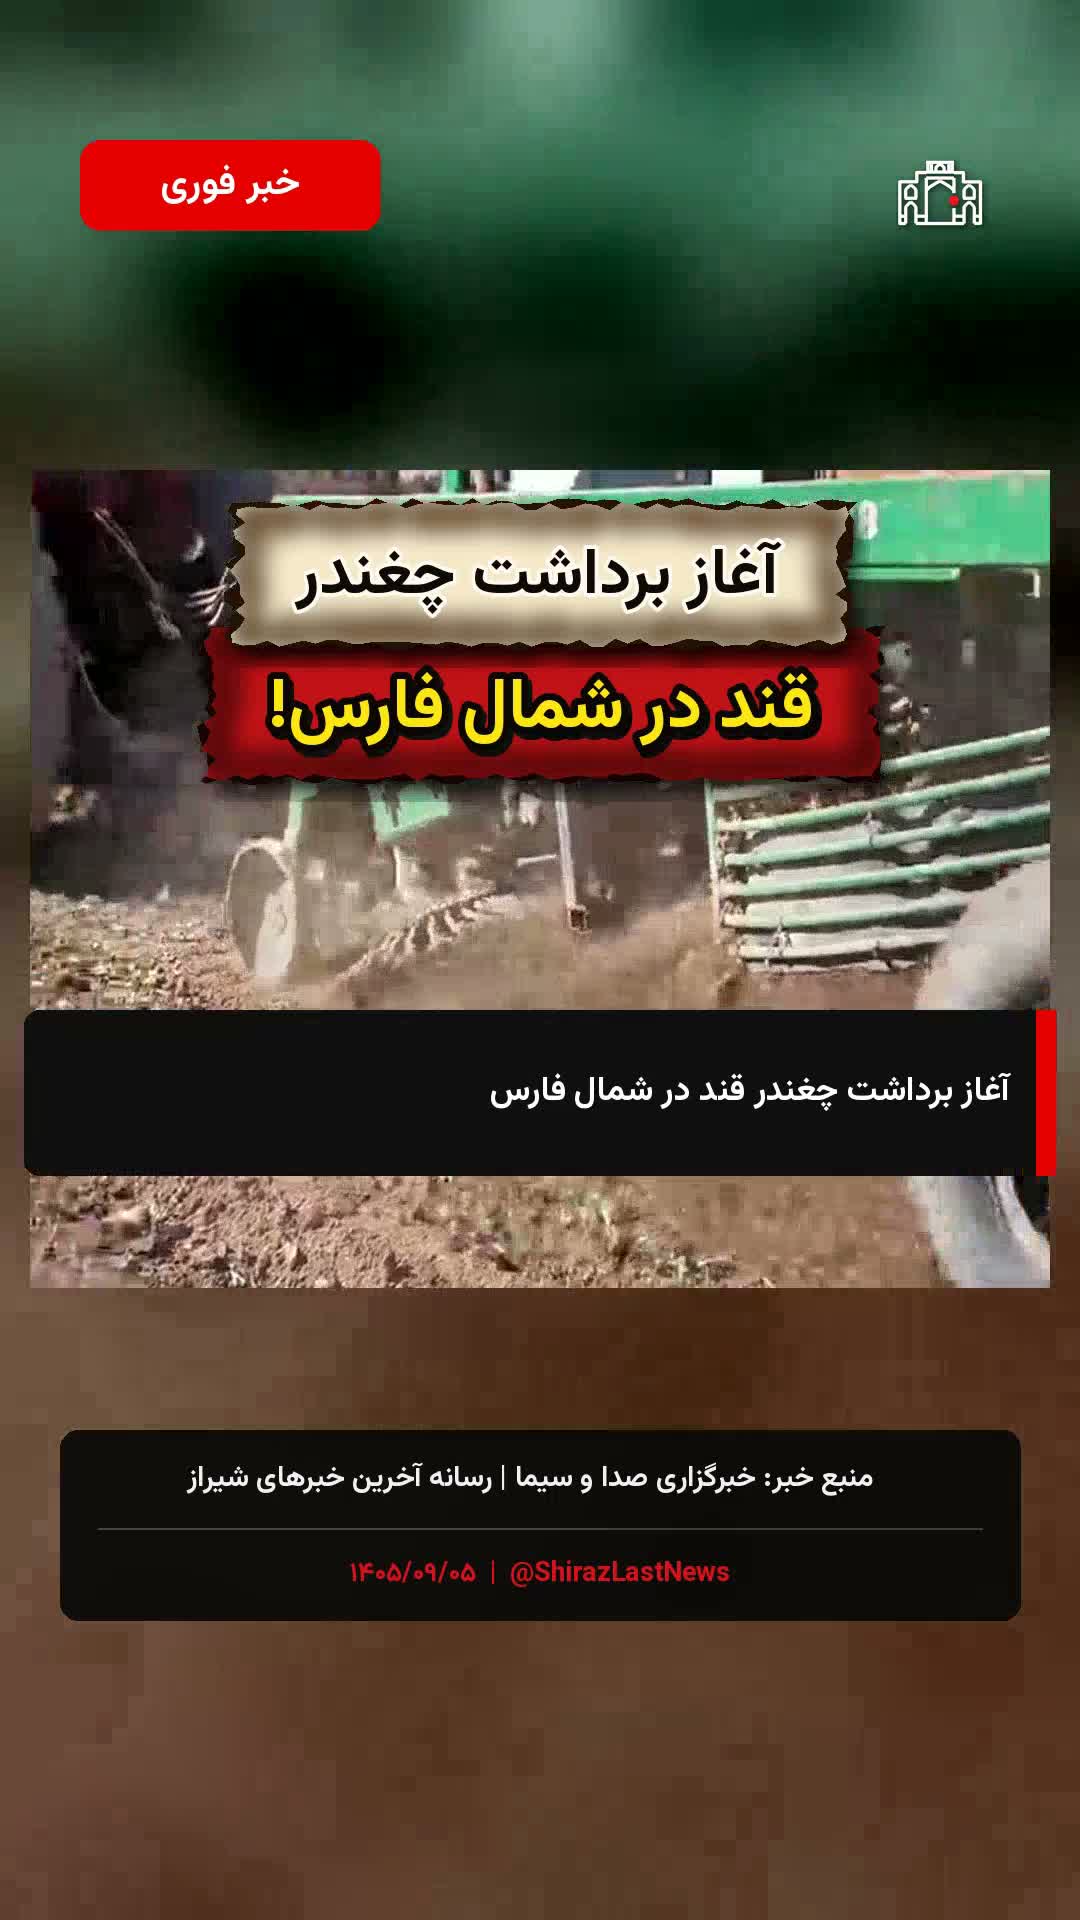 خبر فوری
آغاز برداشت چغندر
قند در شمال فارس!
آغاز برداشت چغندر قند در شمال فارس
منبع خبر: خبرگزاری صدا و سیما | رسانه آخرین خبرهای شیراز
@ShirazLastNews | ۱۴۰۵/۰۹/۰۵